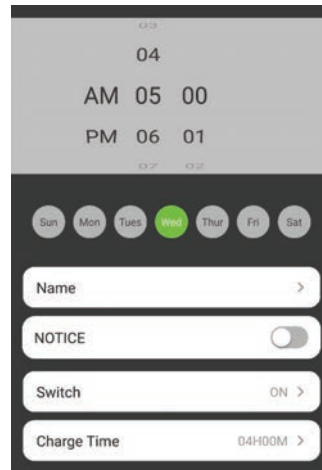 03
04
AM 05 00
PM 06 01
07 02
Sun Mon Tues Wed Thur Fri Sat
Name >
NOTICE
Switch ON >
Charge Time 04H00M >